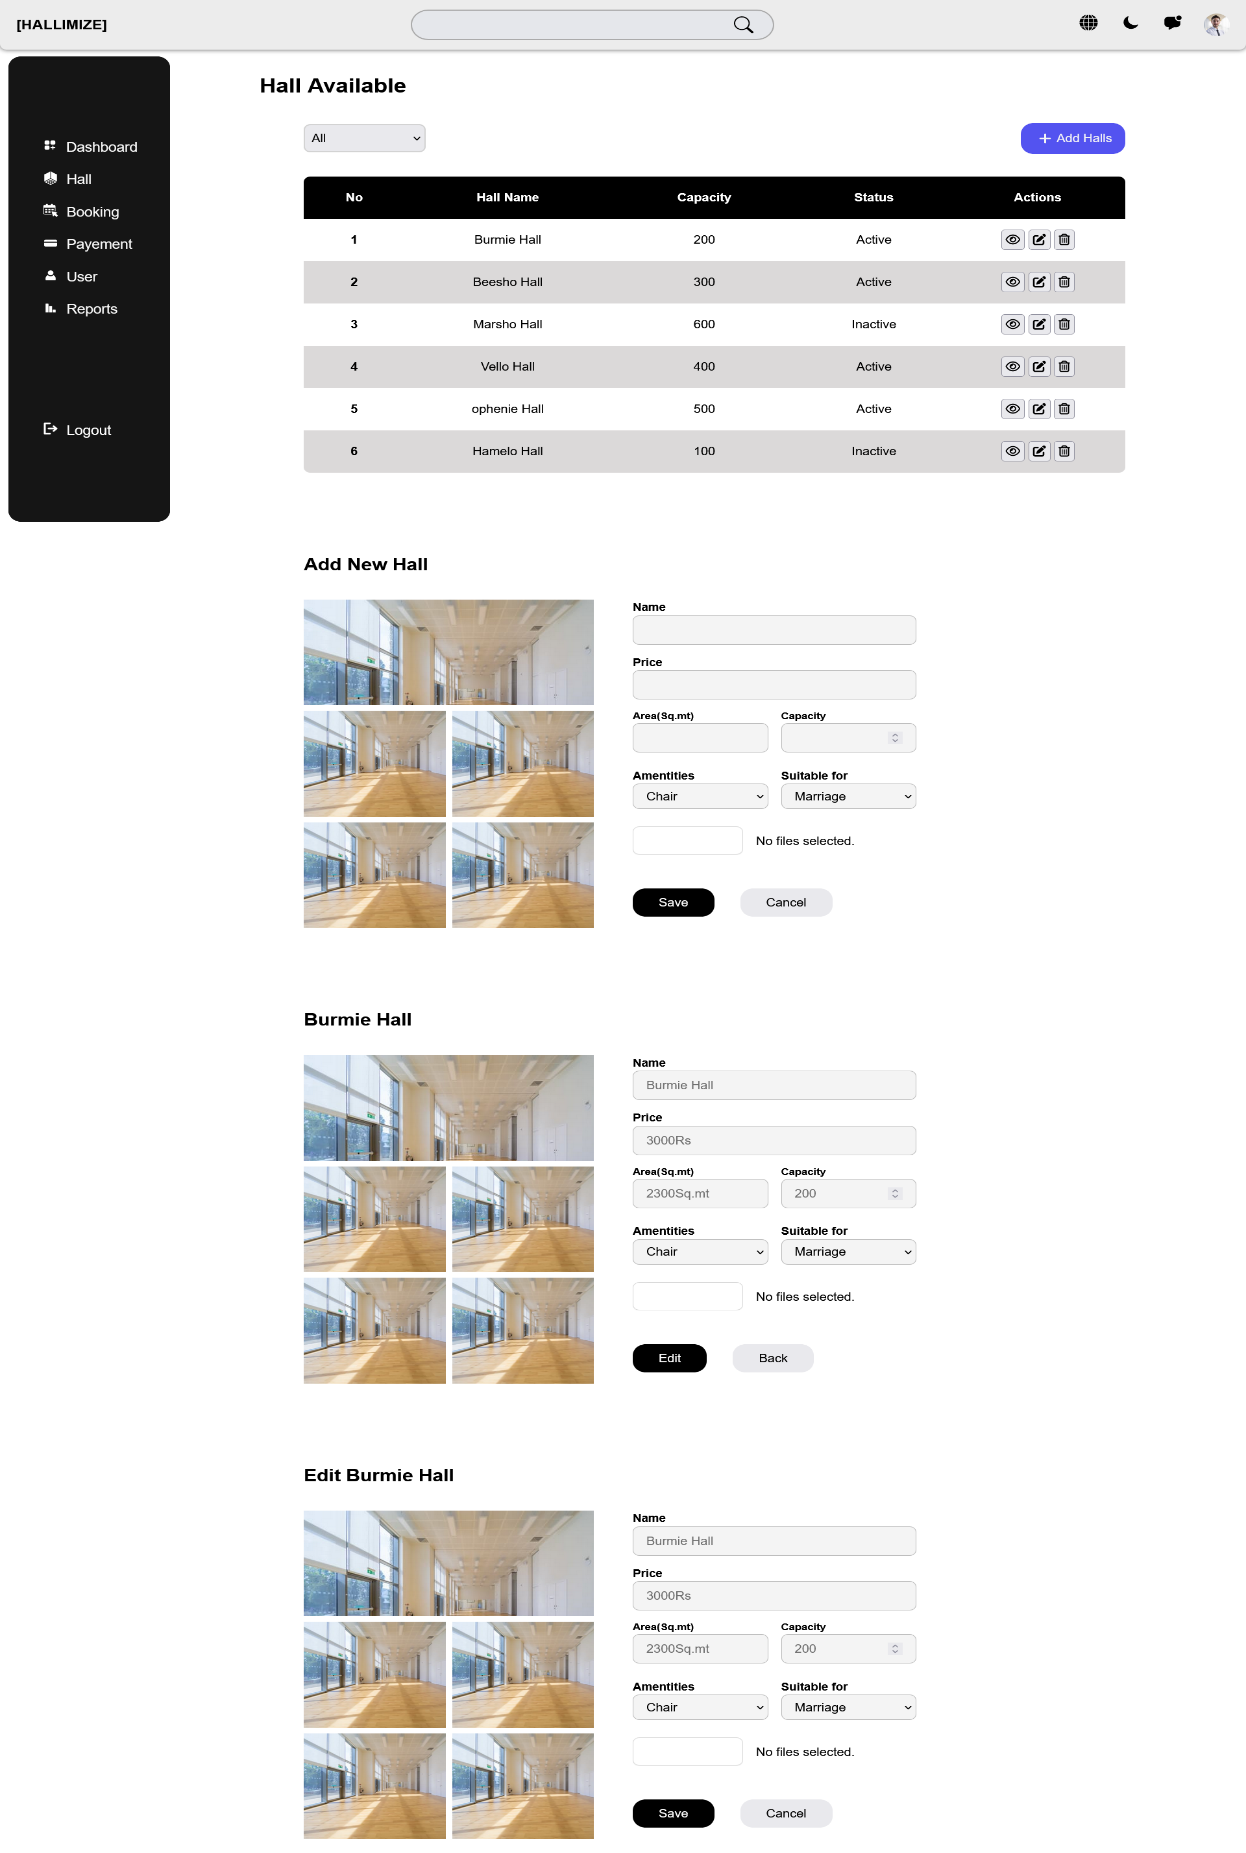 [HALLIMIZE]
Dashboard
Hall
Booking
Payement
User
Reports
Logout
Hall Available
All
Add Halls
No Hall Name Capacity Status Actions
1 Burmie Hall 200 Active
2 Beesho Hall 300 Active
3 Marsho Hall 600 Inactive
4 Vello Hall 400 Active
5 ophenie Hall 500 Active
6 Hamelo Hall 100 Inactive
Add New Hall
Name
Price
Area(Sq.mt) Capacity
Amentities Suitable for
Chair Marriage
No files selected.
Save Cancel
Burmie Hall
Name
Burmie Hall
Price
3000Rs
Area(Sq.mt) Capacity
2300Sq.mt 200
Amentities Suitable for
Chair Marriage
No files selected.
Edit Back
Edit Burmie Hall
Name
Burmie Hall
Price
3000Rs
Area(Sq.mt) Capacity
2300Sq.mt 200
Amentities Suitable for
Chair Marriage
No files selected.
Save Cancel